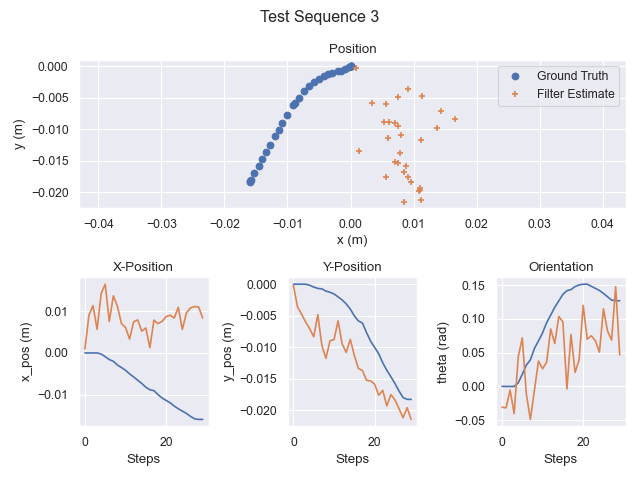 Test Sequence 3
Position
Ground Truth
Filter Estimate
y (m)
0.000
−0.005
−0.010
−0.015
−0.020
−0.04
−0.03
−0.02
−0.01
0.00
0.01
0.02
0.03
0.04
x (m)
X-Position
x_pos (m)
0.01
0.00
−0.01
0
20
Steps
Y-Position
y_pos (m)
0.000
−0.005
−0.010
−0.015
−0.020
0
20
Steps
Orientation
theta (rad)
0.15
0.10
0.05
0.00
−0.05
0
20
Steps